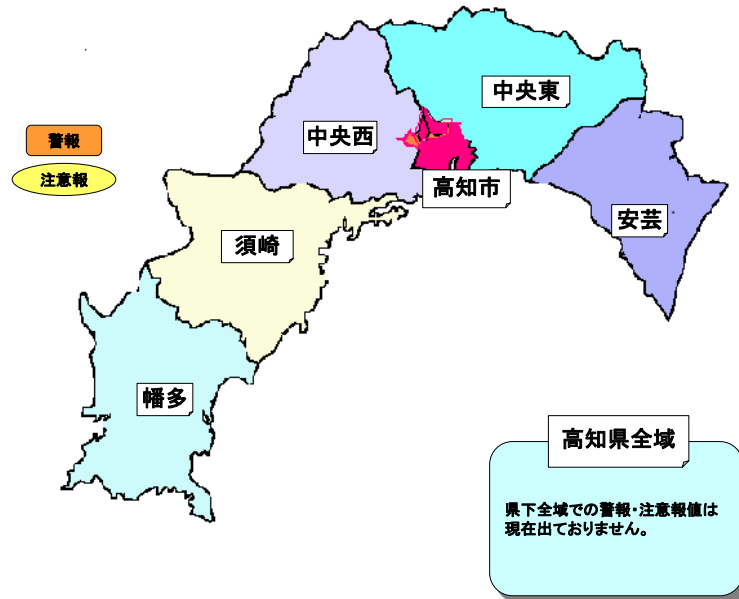 中央東
警報
中央西
注意報
高知市
安芸
須崎
幡多
高知県全域
県下全域での警報・注意報値は
現在出ておりません。